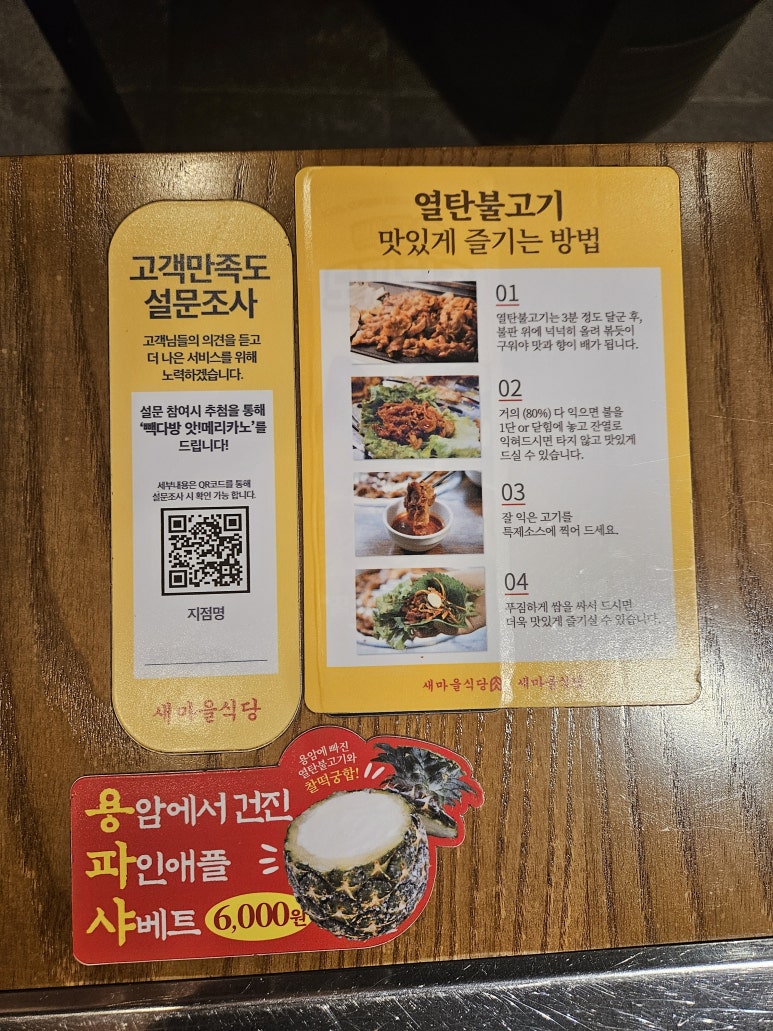 고객만족도
설문조사
고객님들의 의견을 듣고
더 나은 서비스를 위해
노력하겠습니다.
설문 참여시 추첨을 통해
'빽다방 앗!메리카노'를
드립니다!
세부내용은 QR코드를 통해
설문조사 시 확인 가능 합니다.
지점명
새마을식당
열탄불고기
맛있게 즐기는 방법
01
열탄불고기는 3분 정도 달군 후,
불판 위에 넉넉히 올려 볶듯이
구워야 맛과 향이 배가 됩니다.
02
거의 (80%) 다 익으면 불을
1단 or 닫힘에 놓고 잔열로
익혀드시면 타지 않고 맛있게
드실 수 있습니다.
03
잘 익은 고기를
특제소스에 찍어 드세요.
04
푸짐하게 쌈을 싸서 드시면
더욱 맛있게 즐기실 수 있습니다.
새마을식당 새마을식당
용암에 빠진
열탄불고기와
찰떡궁합!
용암에서 건진
파인애플
샤베트 6,000원